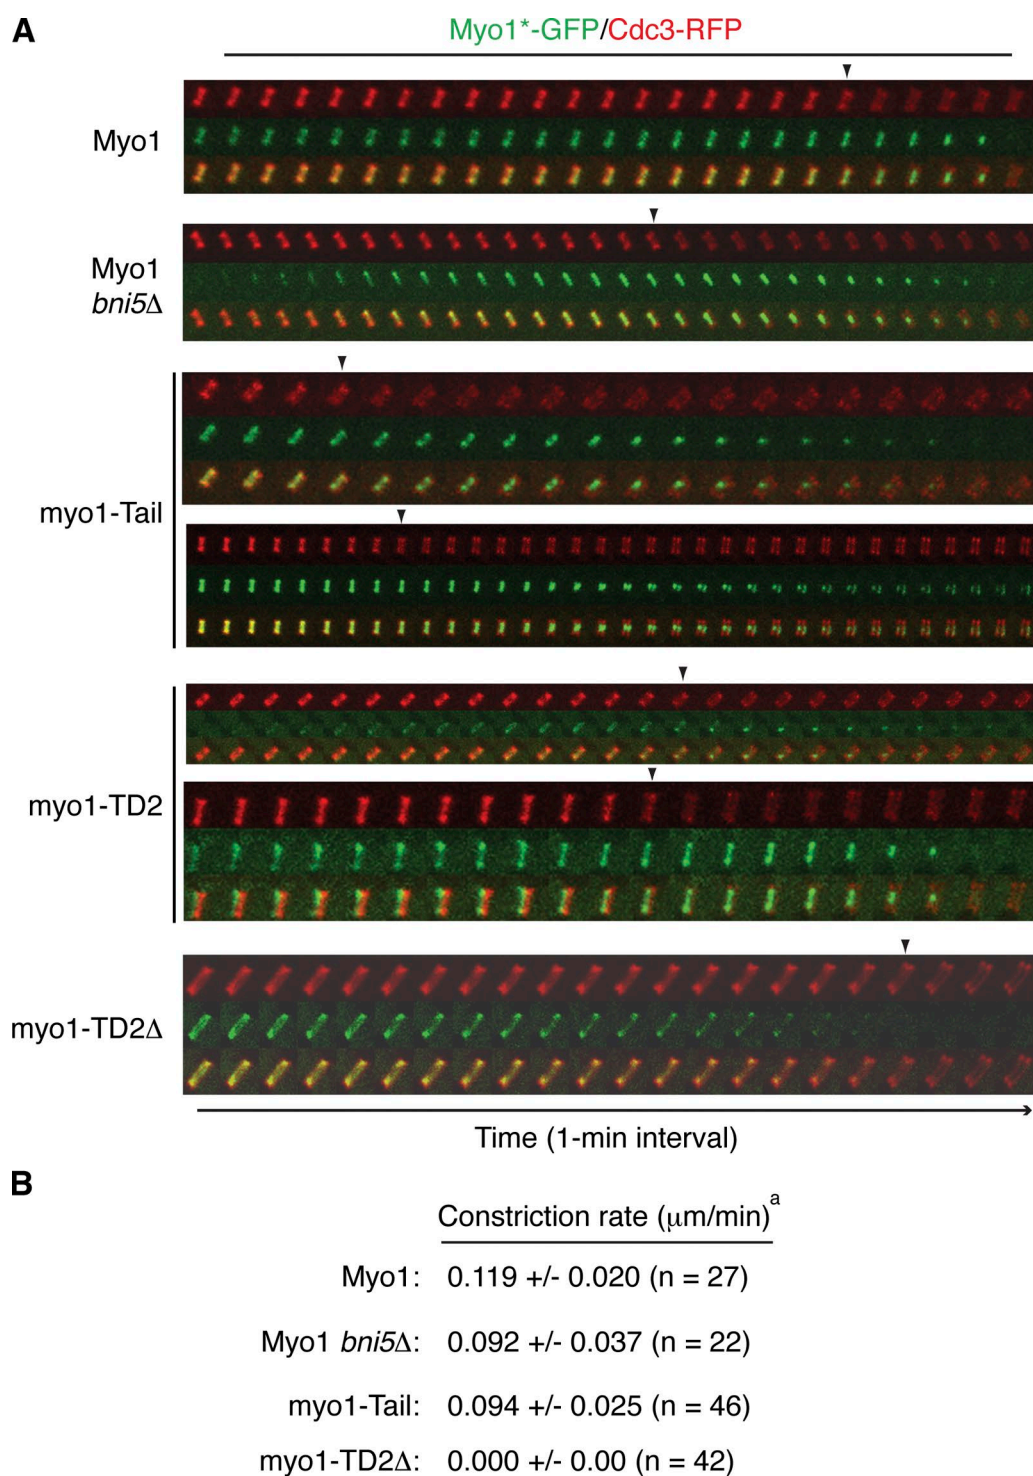 A
Myo1*-GFP/Cdc3-RFP
Myo1
Myo1
bni5Δ
myo1-Tail
myo1-TD2
myo1-TD2Δ
Time (1-min interval)
B
Constriction rate (μm/min)a
Myo1: 0.119 +/- 0.020 (n = 27)
Myo1 bni5Δ: 0.092 +/- 0.037 (n = 22)
myo1-Tail: 0.094 +/- 0.025 (n = 46)
myo1-TD2Δ: 0.000 +/- 0.00 (n = 42)